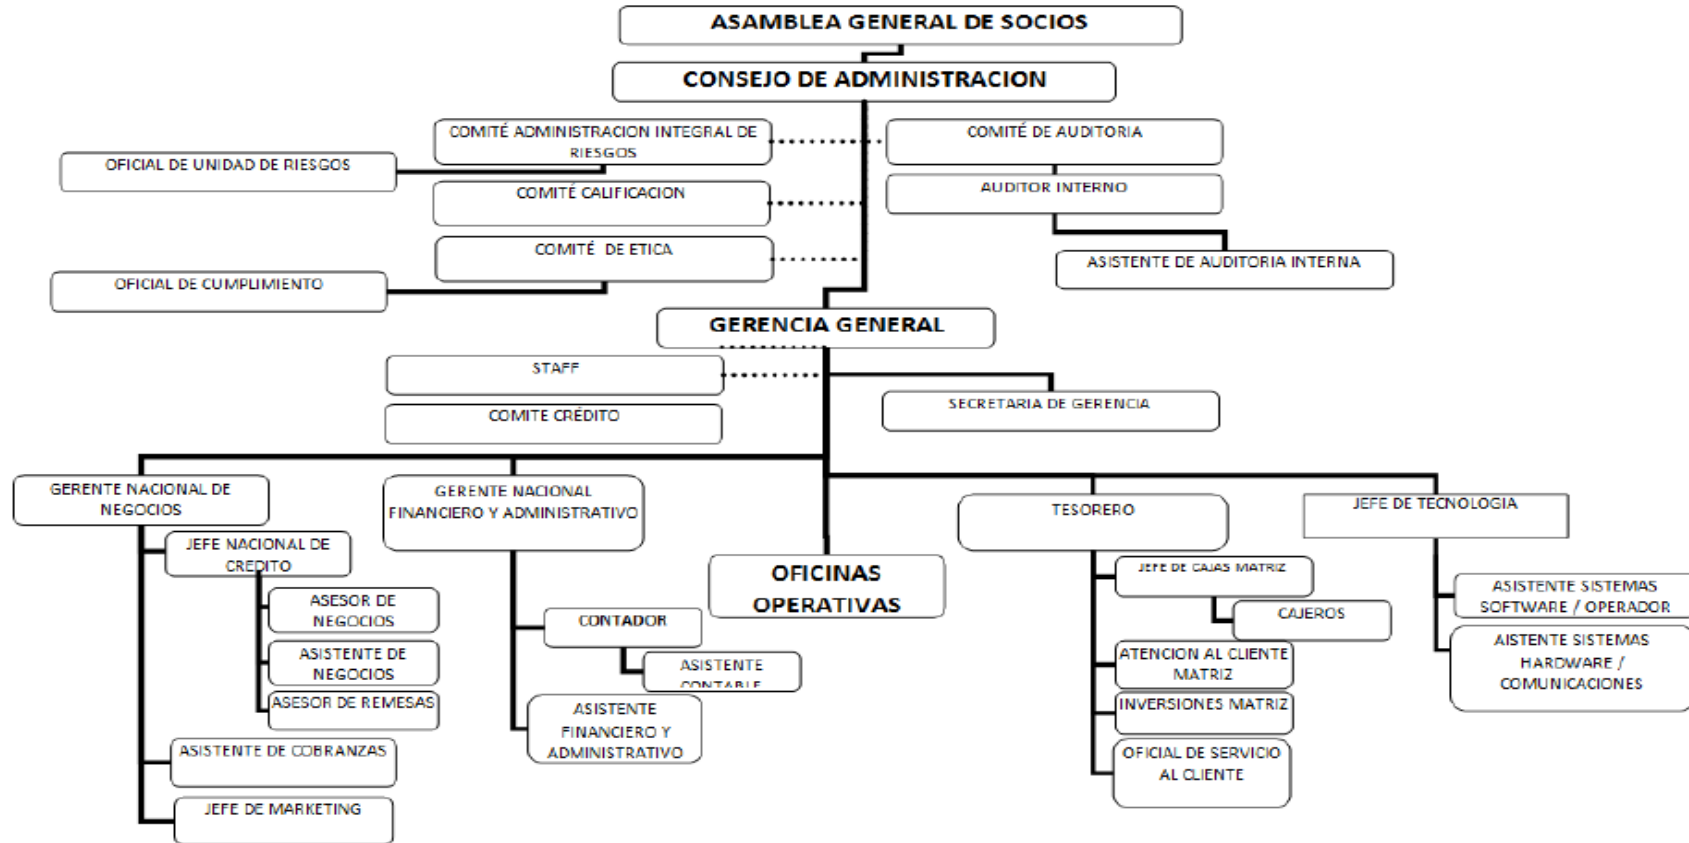 ASAMBLEA GENERAL DE SOCIOS
CONSEJO DE ADMINISTRACION
COMITÉ ADMINISTRACION INTEGRAL DE
RIESGOS
COMITÉ DE AUDITORIA
OFICIAL DE UNIDAD DE RIESGOS
AUDITOR INTERNO
COMITÉ CALIFICACION
COMITÉ DE ETICA
ASISTENTE DE AUDITORIA INTERNA
OFICIAL DE CUMPLIMIENTO
GERENCIA GENERAL
STAFF
SECRETARIA DE GERENCIA
COMITE CRÉDITO
GERENTE NACIONAL DE
NEGOCIOS
JEFE NACIONAL DE
CREDITO
ASESOR DE
NEGOCIOS
ASISTENTE DE
NEGOCIOS
ASESOR DE REMESAS
ASISTENTE DE COBRANZAS
JEFE DE MARKETING
GERENTE NACIONAL
FINANCIERO Y ADMINISTRATIVO
CONTADOR
ASISTENTE
CONTABLE
ASISTENTE
FINANCIERO Y
ADMINISTRATIVO
OFICINAS
OPERATIVAS
TESORERO
JEFE DE CAJAS MATRIZ
CAJEROS
ATENCION AL CLIENTE
MATRIZ
INVERSIONES MATRIZ
OFICIAL DE SERVICIO
AL CLIENTE
JEFE DE TECNOLOGIA
ASISTENTE SISTEMAS
SOFTWARE / OPERADOR
AISTENTE SISTEMAS
HARDWARE /
COMUNICACIONES